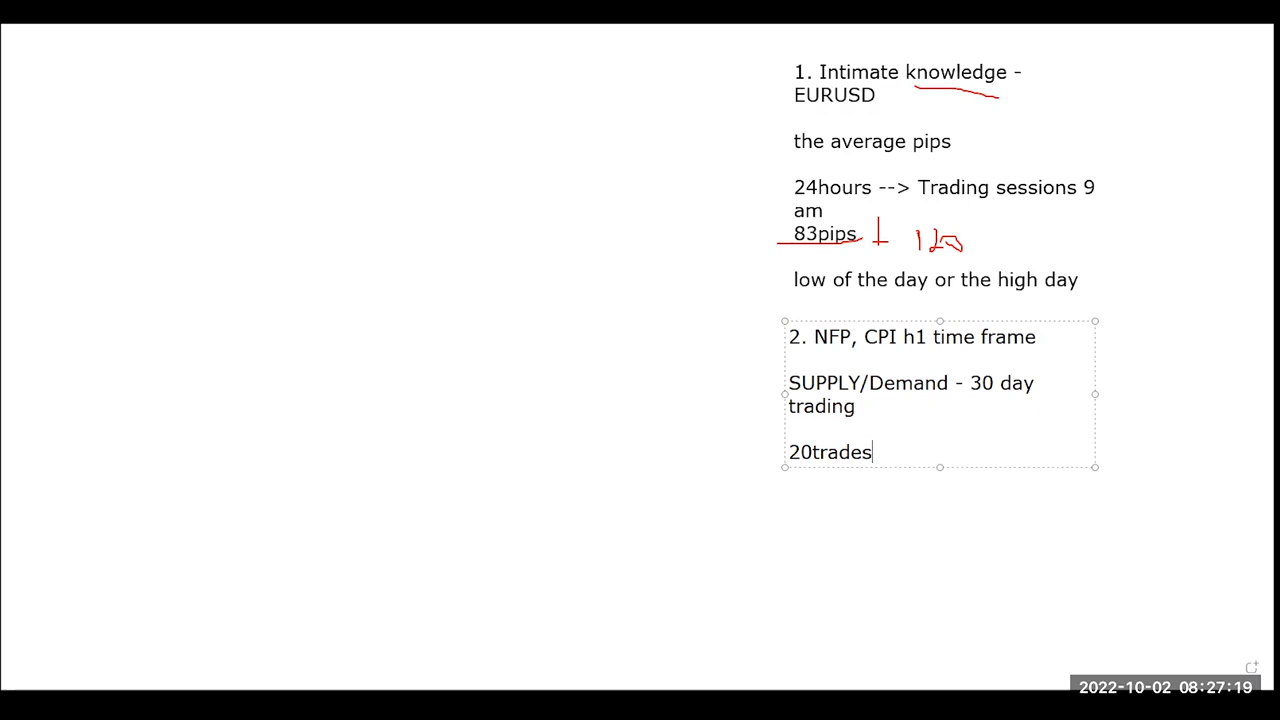 1. Intimate knowledge -
EURUSD
the average pips
24hours --> Trading sessions 9
am
83pips
120
low of the day or the high day
2. NFP, CPI h1 time frame
SUPPLY/Demand - 30 day
trading
20trades
2022-10-02 08:27:19